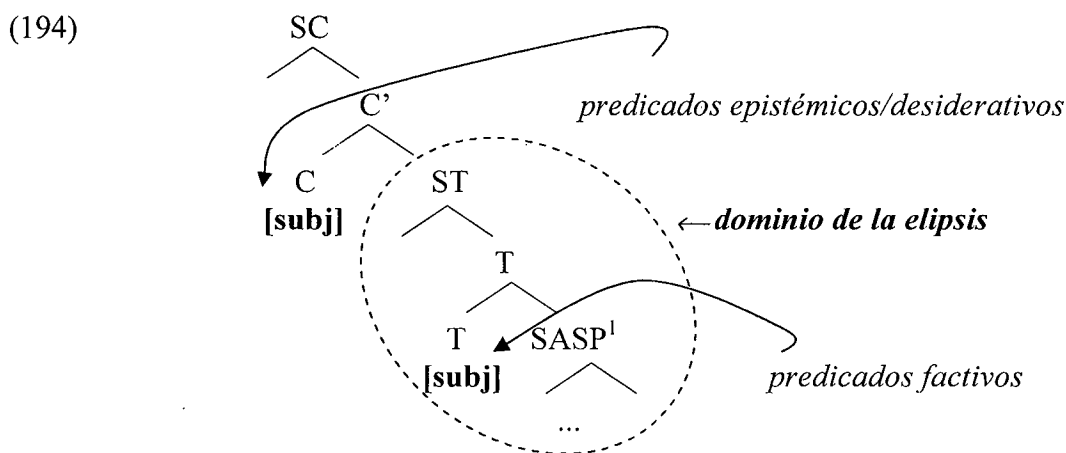 (194) SC
C’
predicados epistémicos/desiderativos
C ST
[subj] ←dominio de la elipsis
T
T SASP¹
[subj] predicados factivos
...